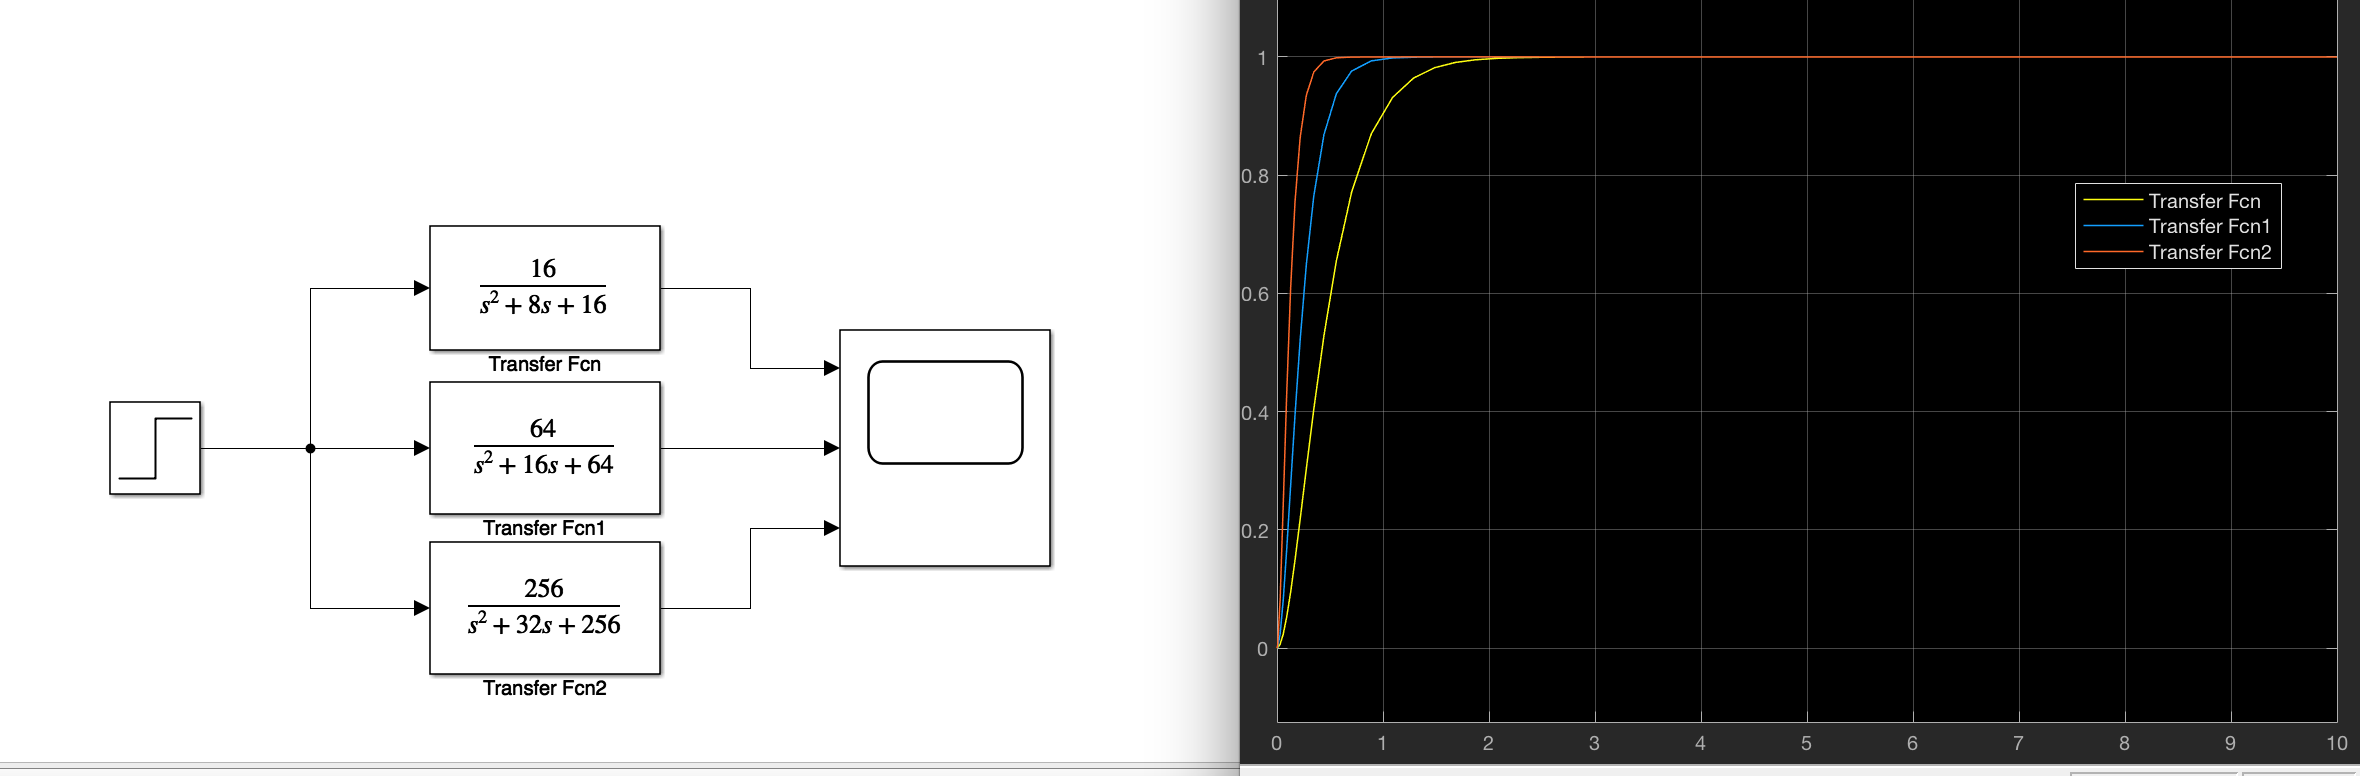 16
s² + 8s + 16
Transfer Fcn
64
s² + 16s + 64
Transfer Fcn1
256
s² + 32s + 256
Transfer Fcn2
1
0.8
0.6
0.4
0.2
0
0 1 2 3 4 5 6 7 8 9 10
Transfer Fcn
Transfer Fcn1
Transfer Fcn2